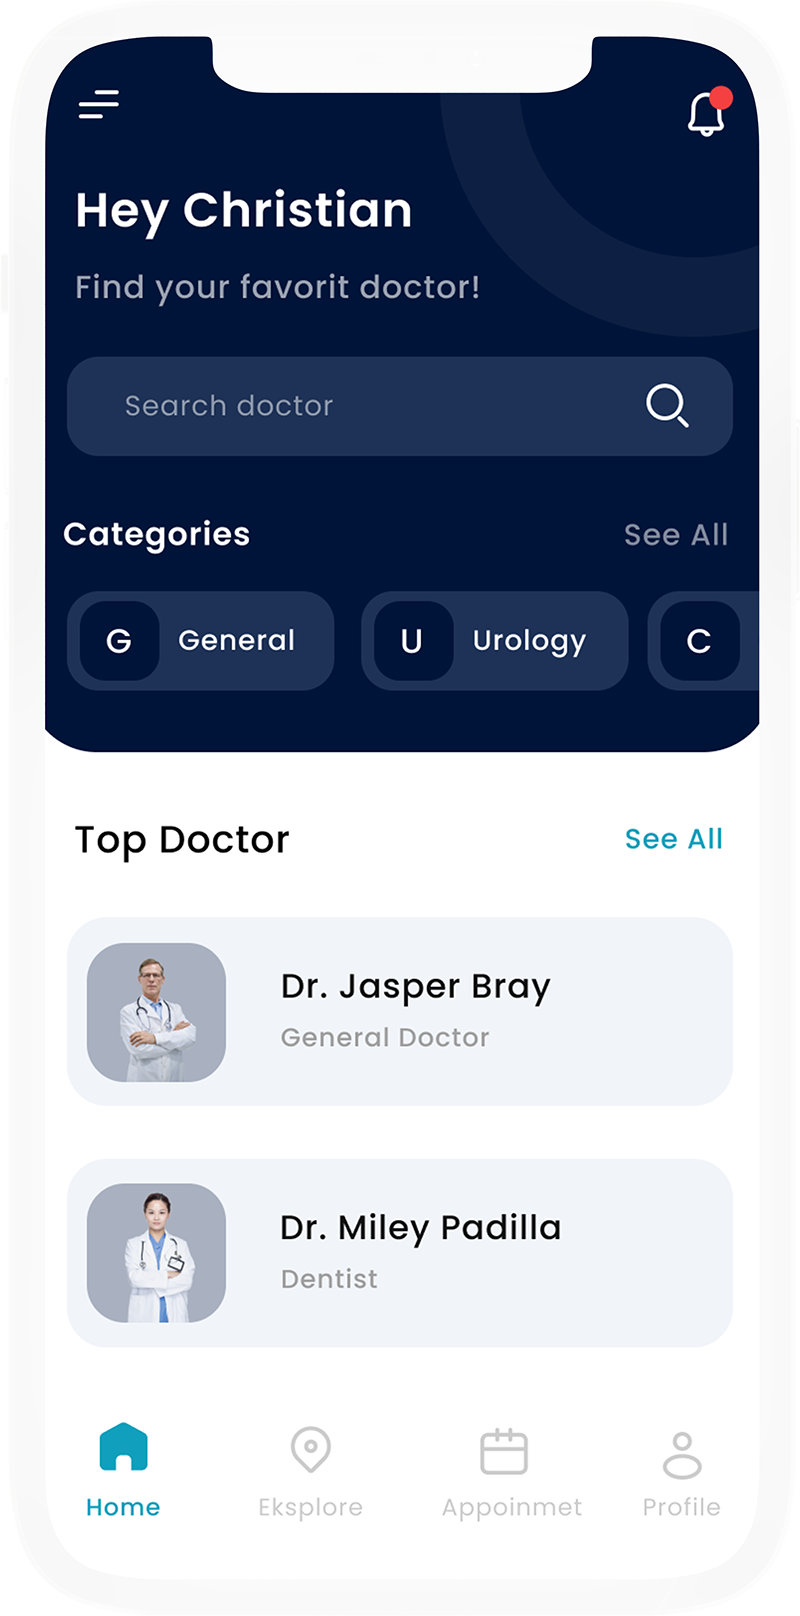 Hey Christian
Find your favorit doctor!
Search doctor
Categories See All
G General U Urology C
Top Doctor See All
Dr. Jasper Bray
General Doctor
Dr. Miley Padilla
Dentist
Home Eksplore Appoinmet Profile